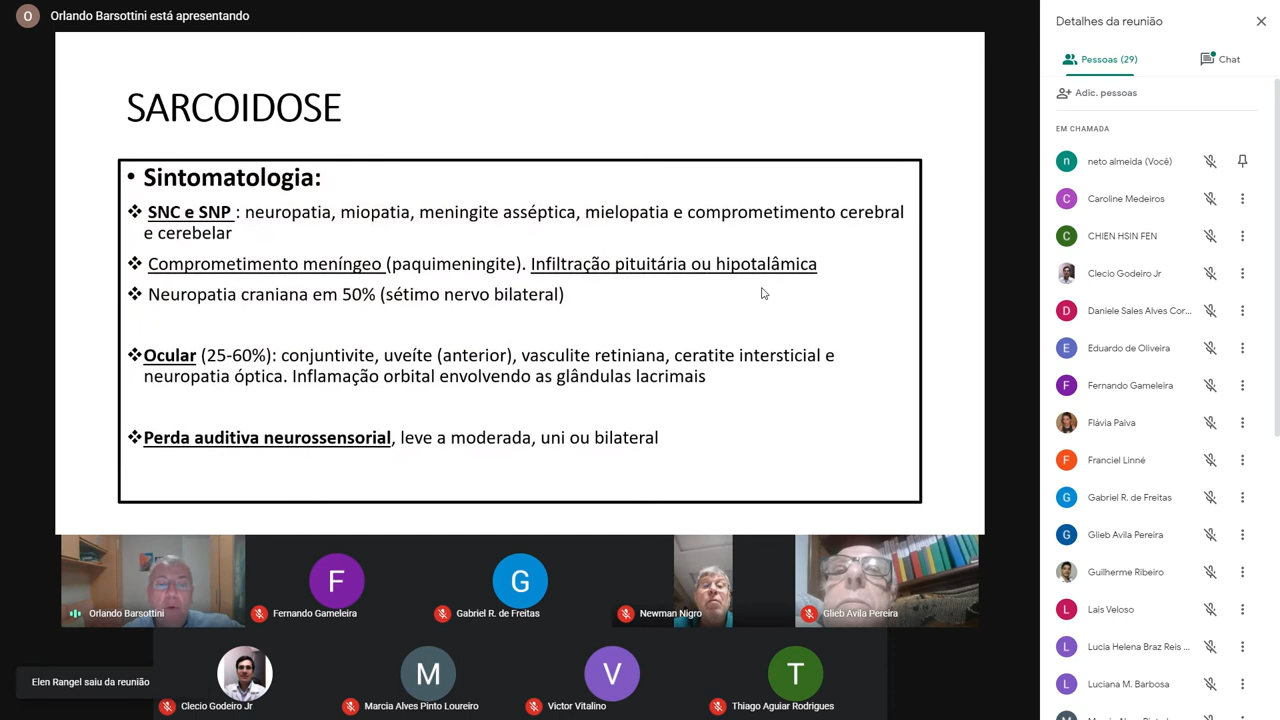 O
Orlando Barsottini está apresentando
SARCOIDOSE
• Sintomatologia:
❖ SNC e SNP : neuropatia, miopatia, meningite asséptica, mielopatia e comprometimento cerebral
e cerebelar
❖ Comprometimento meníngeo (paquimeningite). Infiltração pituitária ou hipotalâmica
❖ Neuropatia craniana em 50% (sétimo nervo bilateral)
❖Ocular (25-60%): conjuntivite, uveíte (anterior), vasculite retiniana, ceratite intersticial e
neuropatia óptica. Inflamação orbital envolvendo as glândulas lacrimais
❖Perda auditiva neurossensorial, leve a moderada, uni ou bilateral
Orlando Barsottini
F
Fernando Gameleira
G
Gabriel R. de Freitas
Newman Nigro
Glieb Avila Pereira
Elen Rangel saiu da reunião
Clecio Godeiro Jr
M
Marcia Alves Pinto Loureiro
V
Victor Vitalino
T
Thiago Aguiar Rodrigues
Detalhes da reunião
Pessoas (29)
Chat
Adic. pessoas
EM CHAMADA
n neto almeida (Você)
C Caroline Medeiros
C CHIEN HSIN FEN
Clecio Godeiro Jr
D Daniele Sales Alves Cor...
E Eduardo de Oliveira
F Fernando Gameleira
Flávia Paiva
F Franciel Linné
G Gabriel R. de Freitas
G Glieb Avila Pereira
Guilherme Ribeiro
L Lais Veloso
L Lucia Helena Braz Reis ...
L Luciana M. Barbosa